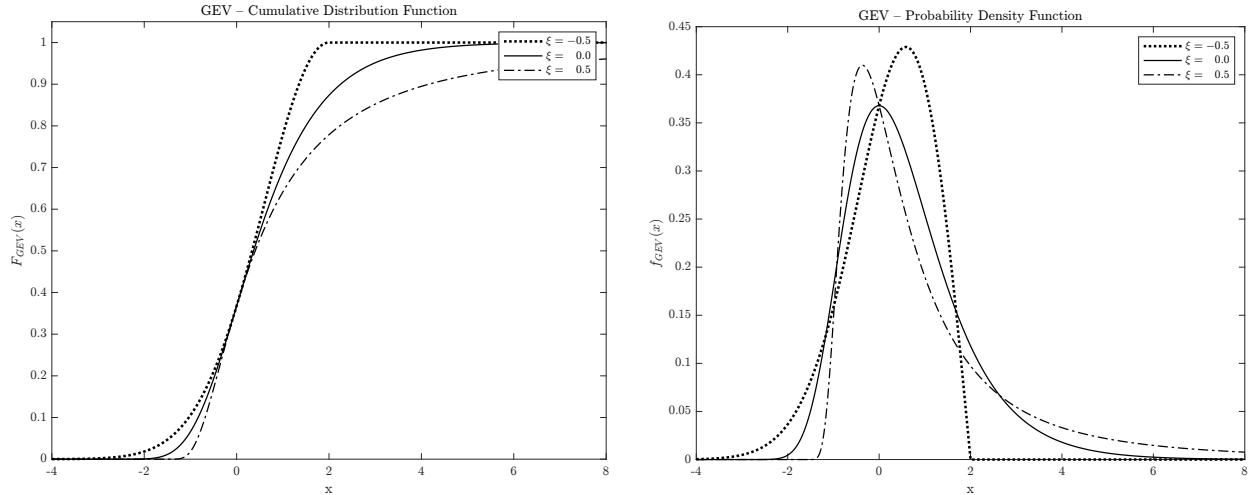 GEV – Cumulative Distribution Function
ξ = −0.5
ξ = 0.0
ξ = 0.5
1
0.9
0.8
0.7
0.6
0.5
0.4
0.3
0.2
0.1
0
F_GEV(x)
-4 -2 0 2 4 6 8
x
GEV – Probability Density Function
ξ = −0.5
ξ = 0.0
ξ = 0.5
0.45
0.4
0.35
0.3
0.25
0.2
0.15
0.1
0.05
0
f_GEV(x)
-4 -2 0 2 4 6 8
x